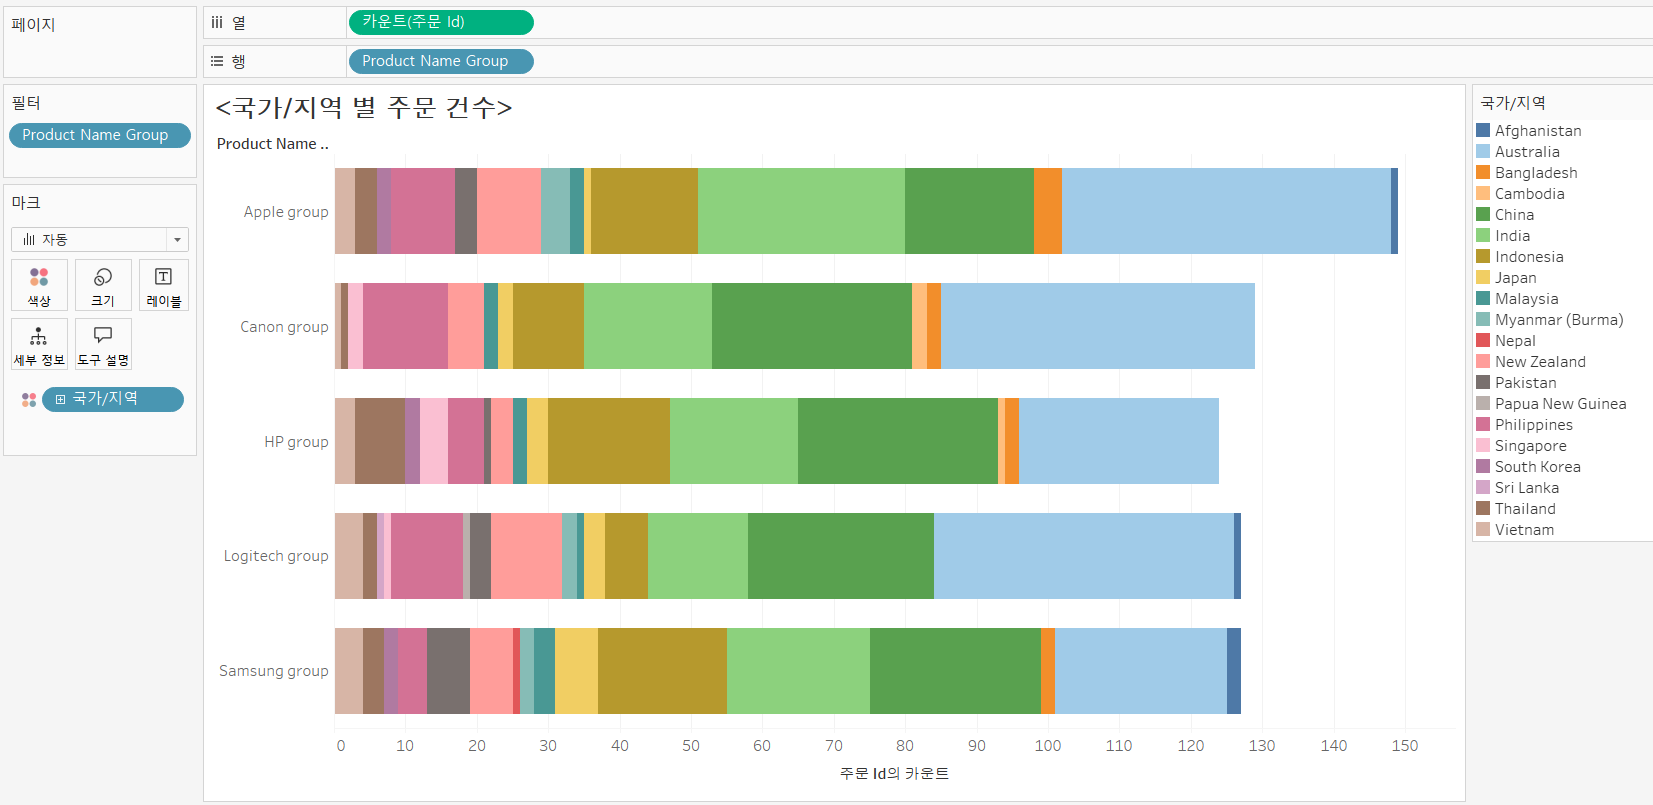 페이지
열
카운트(주문 Id)
행
Product Name Group
필터
Product Name Group
마크
자동
색상
크기
레이블
세부 정보
도구 설명
국가/지역
<국가/지역 별 주문 건수>
Product Name ..
Apple group
Canon group
HP group
Logitech group
Samsung group
0 10 20 30 40 50 60 70 80 90 100 110 120 130 140 150
주문 Id의 카운트
국가/지역
Afghanistan
Australia
Bangladesh
Cambodia
China
India
Indonesia
Japan
Malaysia
Myanmar (Burma)
Nepal
New Zealand
Pakistan
Papua New Guinea
Philippines
Singapore
South Korea
Sri Lanka
Thailand
Vietnam